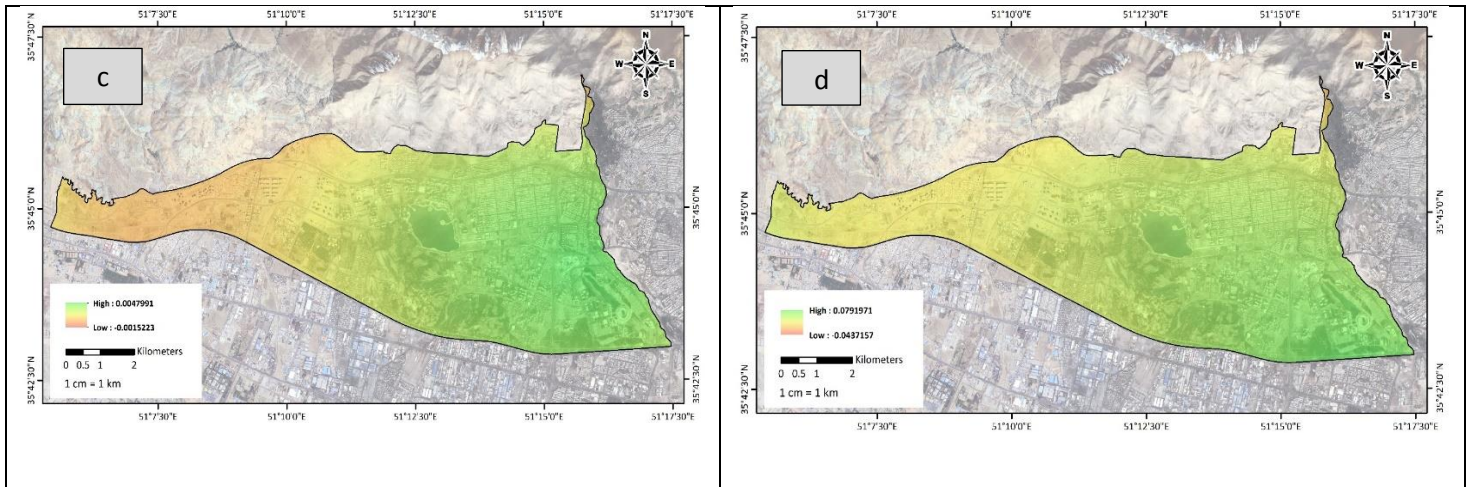 51°7'30"E 51°10'0"E 51°12'30"E 51°15'0"E 51°17'30"E
35°47'30"N
35°47'30"N
c
N
W E
S
35°45'0"N
35°45'0"N
High : 0.0047991
Low : -0.0015223
Kilometers
0 0.5 1 2
1 cm = 1 km
35°42'30"N
35°42'30"N
51°7'30"E 51°10'0"E 51°12'30"E 51°15'0"E 51°17'30"E
51°7'30"E 51°10'0"E 51°12'30"E 51°15'0"E 51°17'30"E
35°47'30"N
35°47'30"N
d
N
W E
S
35°45'0"N
35°45'0"N
High : 0.0791971
Low : -0.0437157
Kilometers
0 0.5 1 2
1 cm = 1 km
35°42'30"N
35°42'30"N
51°7'30"E 51°10'0"E 51°12'30"E 51°15'0"E 51°17'30"E